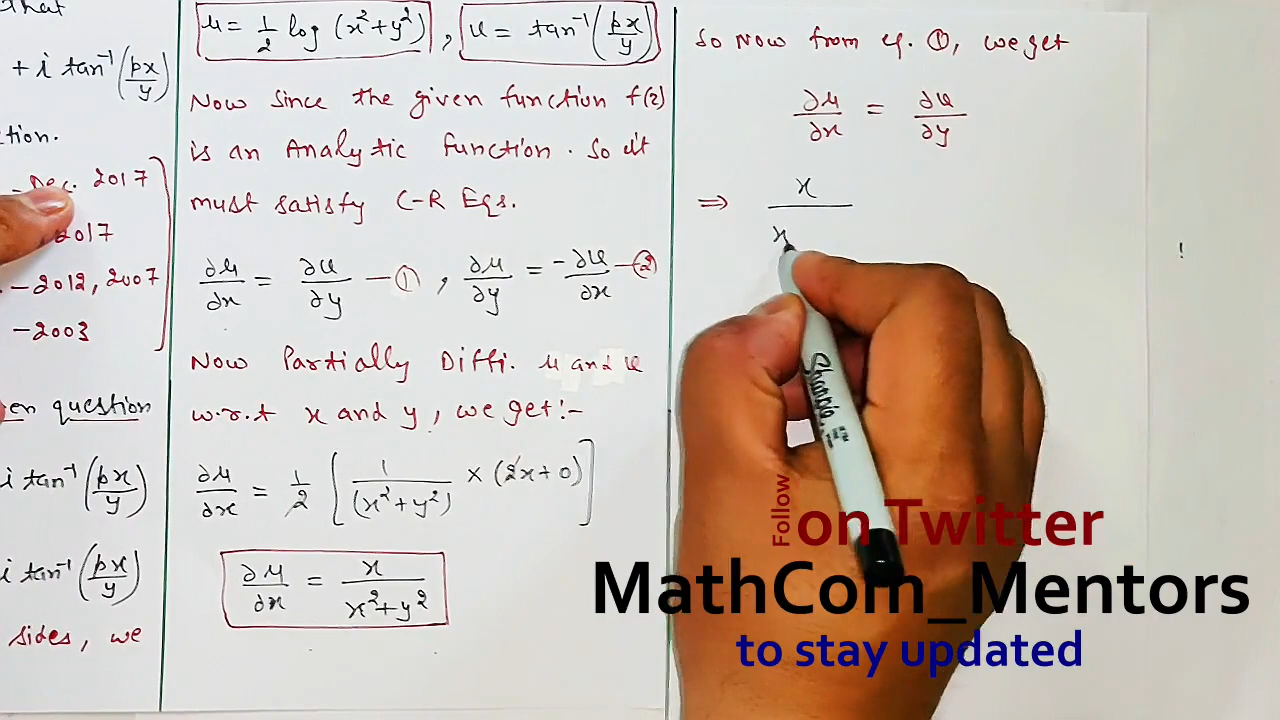 that
+ i tan⁻¹(px/y)
ction.
- Dec. 2017
2017
- 2012, 2007
- 2003
en question
i tan⁻¹(px/y)
i tan⁻¹(px/y)
sides, we
u = 1/2 log (x²+y²) , v = tan⁻¹(px/y)
Now since the given function f(z)
is an Analytic function. So it
must satisfy C-R Eqs.
∂u/∂x = ∂v/∂y — ① , ∂u/∂y = -∂v/∂x — ②
Now Partially Diffi. u and v
w.r.t x and y, we get:-
∂u/∂x = 1/2 [ 1/(x²+y²) × (2x+0) ]
∂u/∂x = x/(x²+y²)
So Now from eq. ①, we get
∂u/∂x = ∂v/∂y
⇒ x/x
Sharpie
Follow
on Twitter
MathCom_Mentors
to stay updated